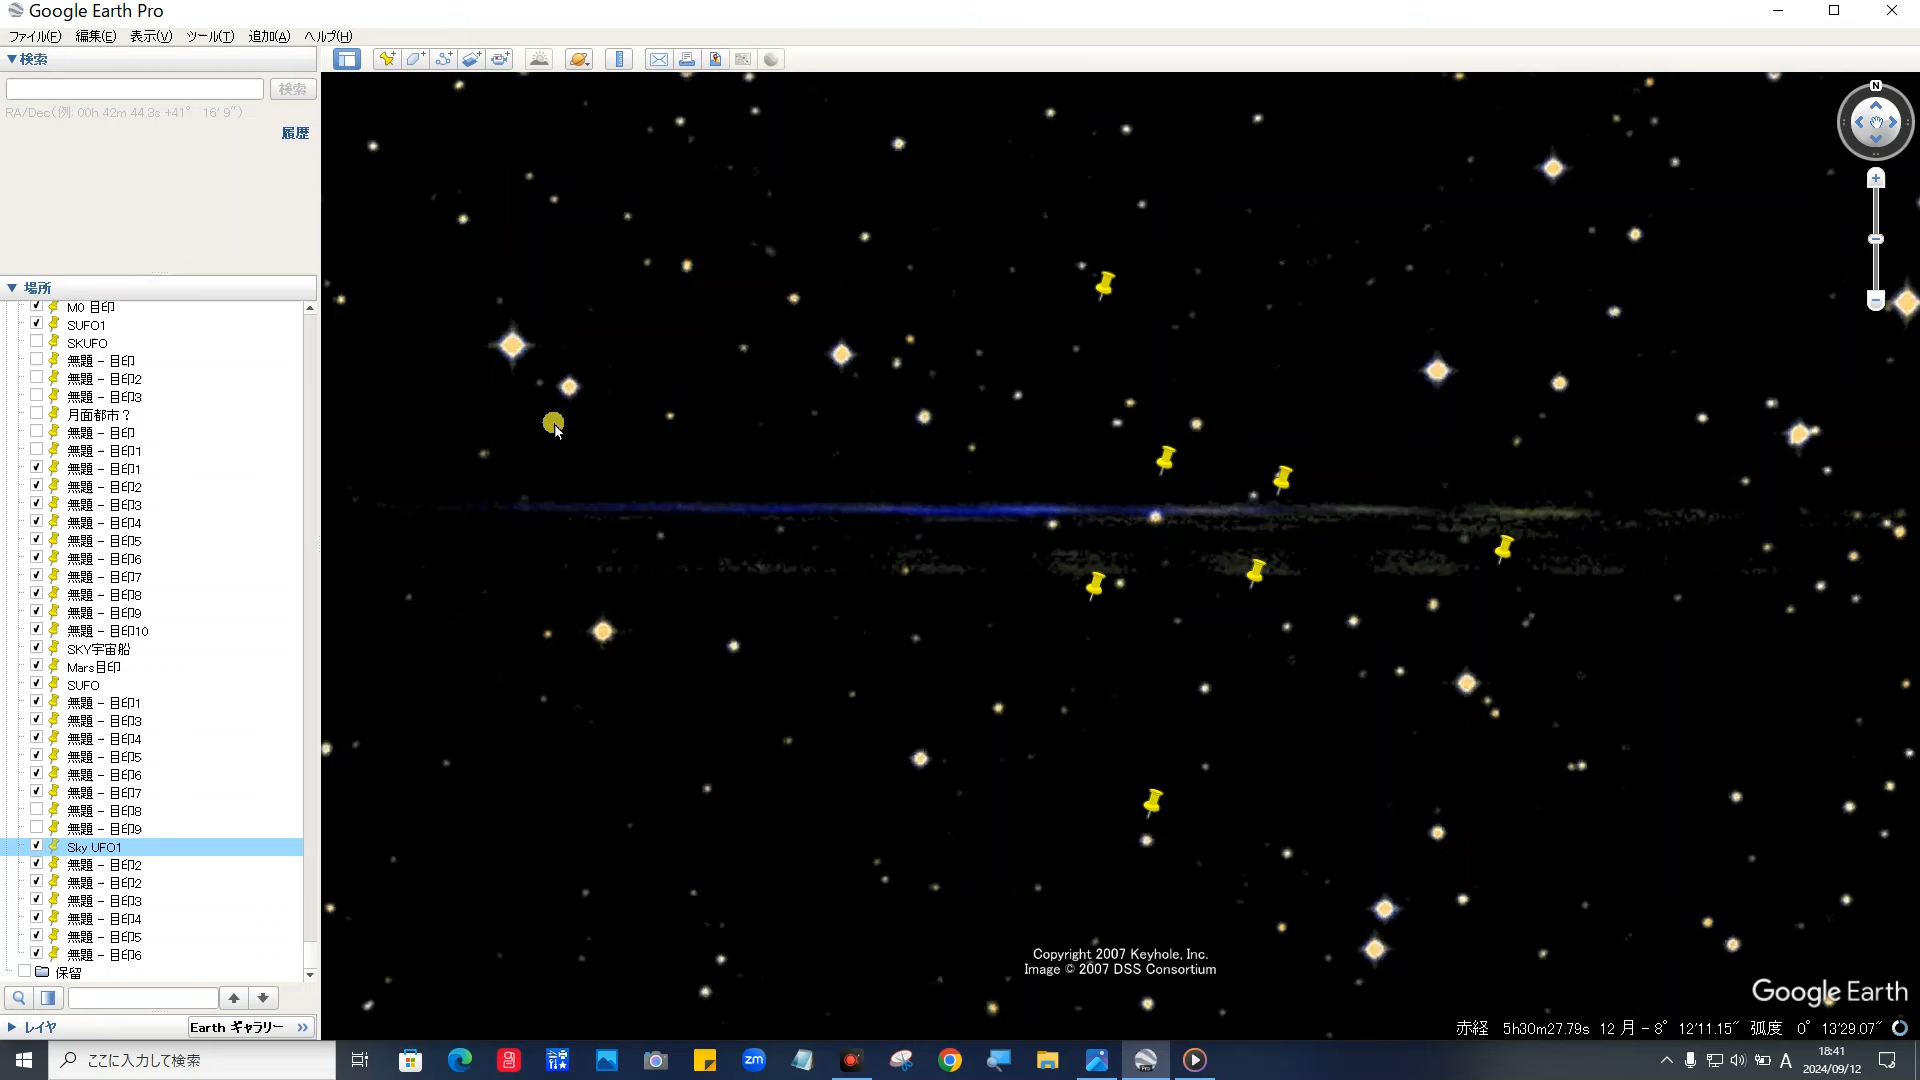 Google Earth Pro
ファイル(F) 編集(E) 表示(V) ツール(T) 追加(A) ヘルプ(H)
▼検索
検索
RA/Dec(例: 00h 42m 44.3s +41° 16' 9")
履歴
▼ 場所
M0 目印
SUFO1
SKUFO
無題 - 目印
無題 - 目印2
無題 - 目印3
月面都市?
無題 - 目印
無題 - 目印1
無題 - 目印1
無題 - 目印2
無題 - 目印3
無題 - 目印4
無題 - 目印5
無題 - 目印6
無題 - 目印7
無題 - 目印8
無題 - 目印9
無題 - 目印10
SKY宇宙船
Mars目印
SUFO
無題 - 目印1
無題 - 目印3
無題 - 目印4
無題 - 目印5
無題 - 目印6
無題 - 目印7
無題 - 目印8
無題 - 目印9
Sky UFO1
無題 - 目印2
無題 - 目印2
無題 - 目印3
無題 - 目印4
無題 - 目印5
無題 - 目印6
保留
レイヤ
Earth ギャラリー >>
N
Copyright 2007 Keyhole, Inc.
Image © 2007 DSS Consortium
Google Earth
赤経 5h30m27.79s 12 月 - 8° 12'11.15" 弧度 0° 13'29.07"
ここに入力して検索
zm
Pro
A
18:41
2024/09/12